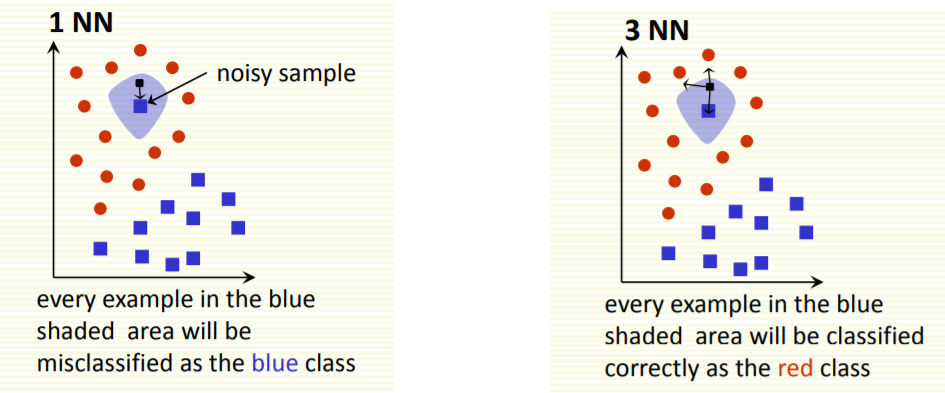 1 NN
noisy sample
every example in the blue
shaded area will be
misclassified as the blue class
3 NN
every example in the blue
shaded area will be classified
correctly as the red class